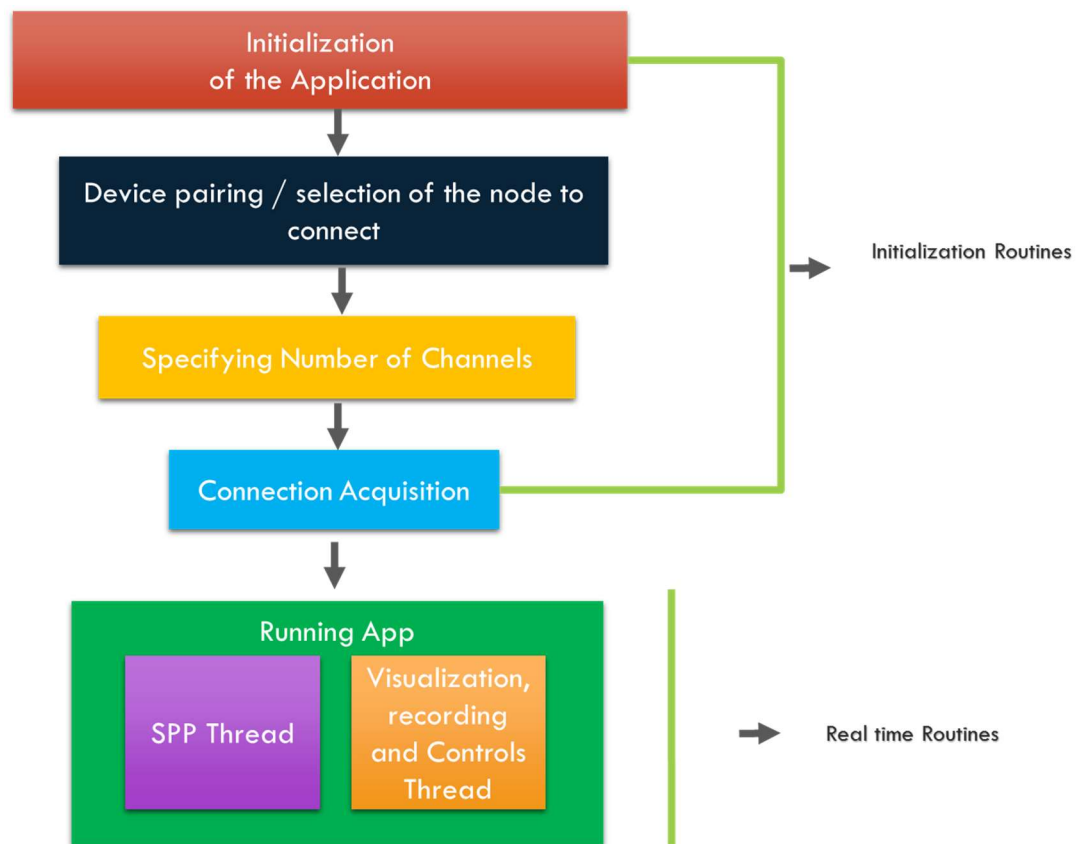 Initialization
of the Application
Device pairing / selection of the node to
connect
Initialization Routines
Specifying Number of Channels
Connection Acquisition
Running App
SPP Thread
Visualization,
recording
and Controls
Thread
Real time Routines